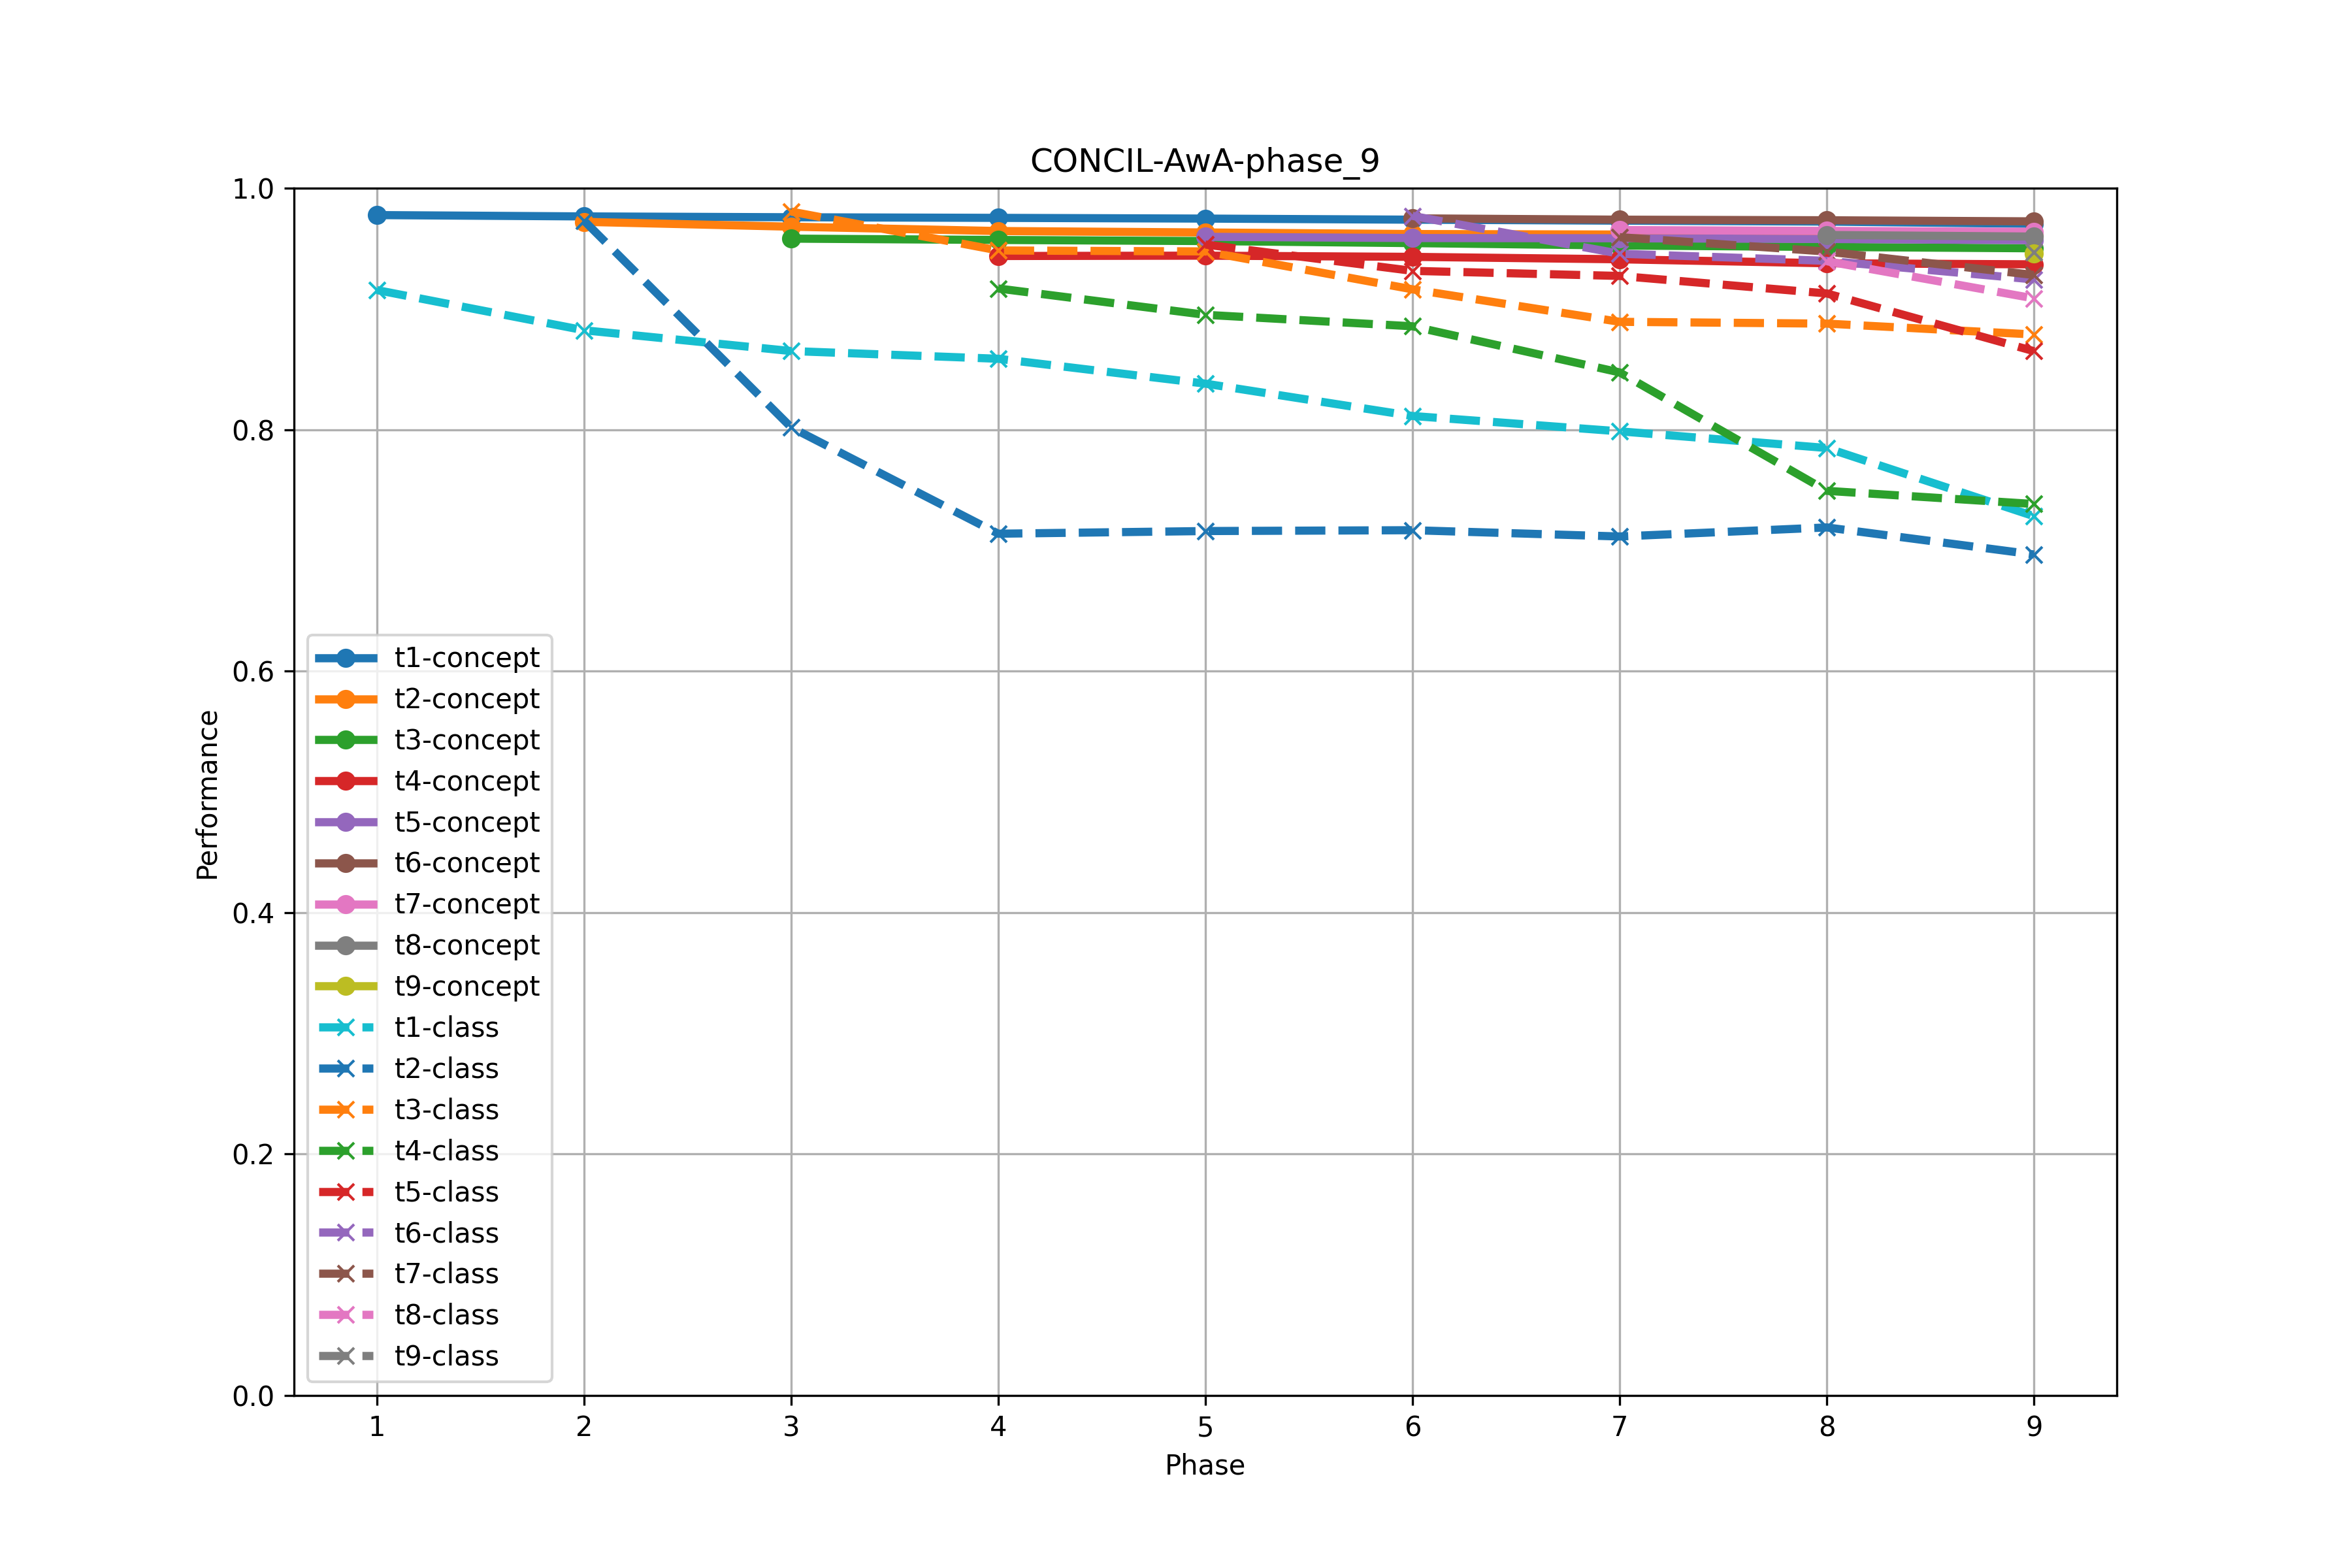 CONCIL-AwA-phase_9
1.0
0.8
0.6
0.4
0.2
0.0
Performance
t1-concept
t2-concept
t3-concept
t4-concept
t5-concept
t6-concept
t7-concept
t8-concept
t9-concept
t1-class
t2-class
t3-class
t4-class
t5-class
t6-class
t7-class
t8-class
t9-class
1 2 3 4 5 6 7 8 9
Phase